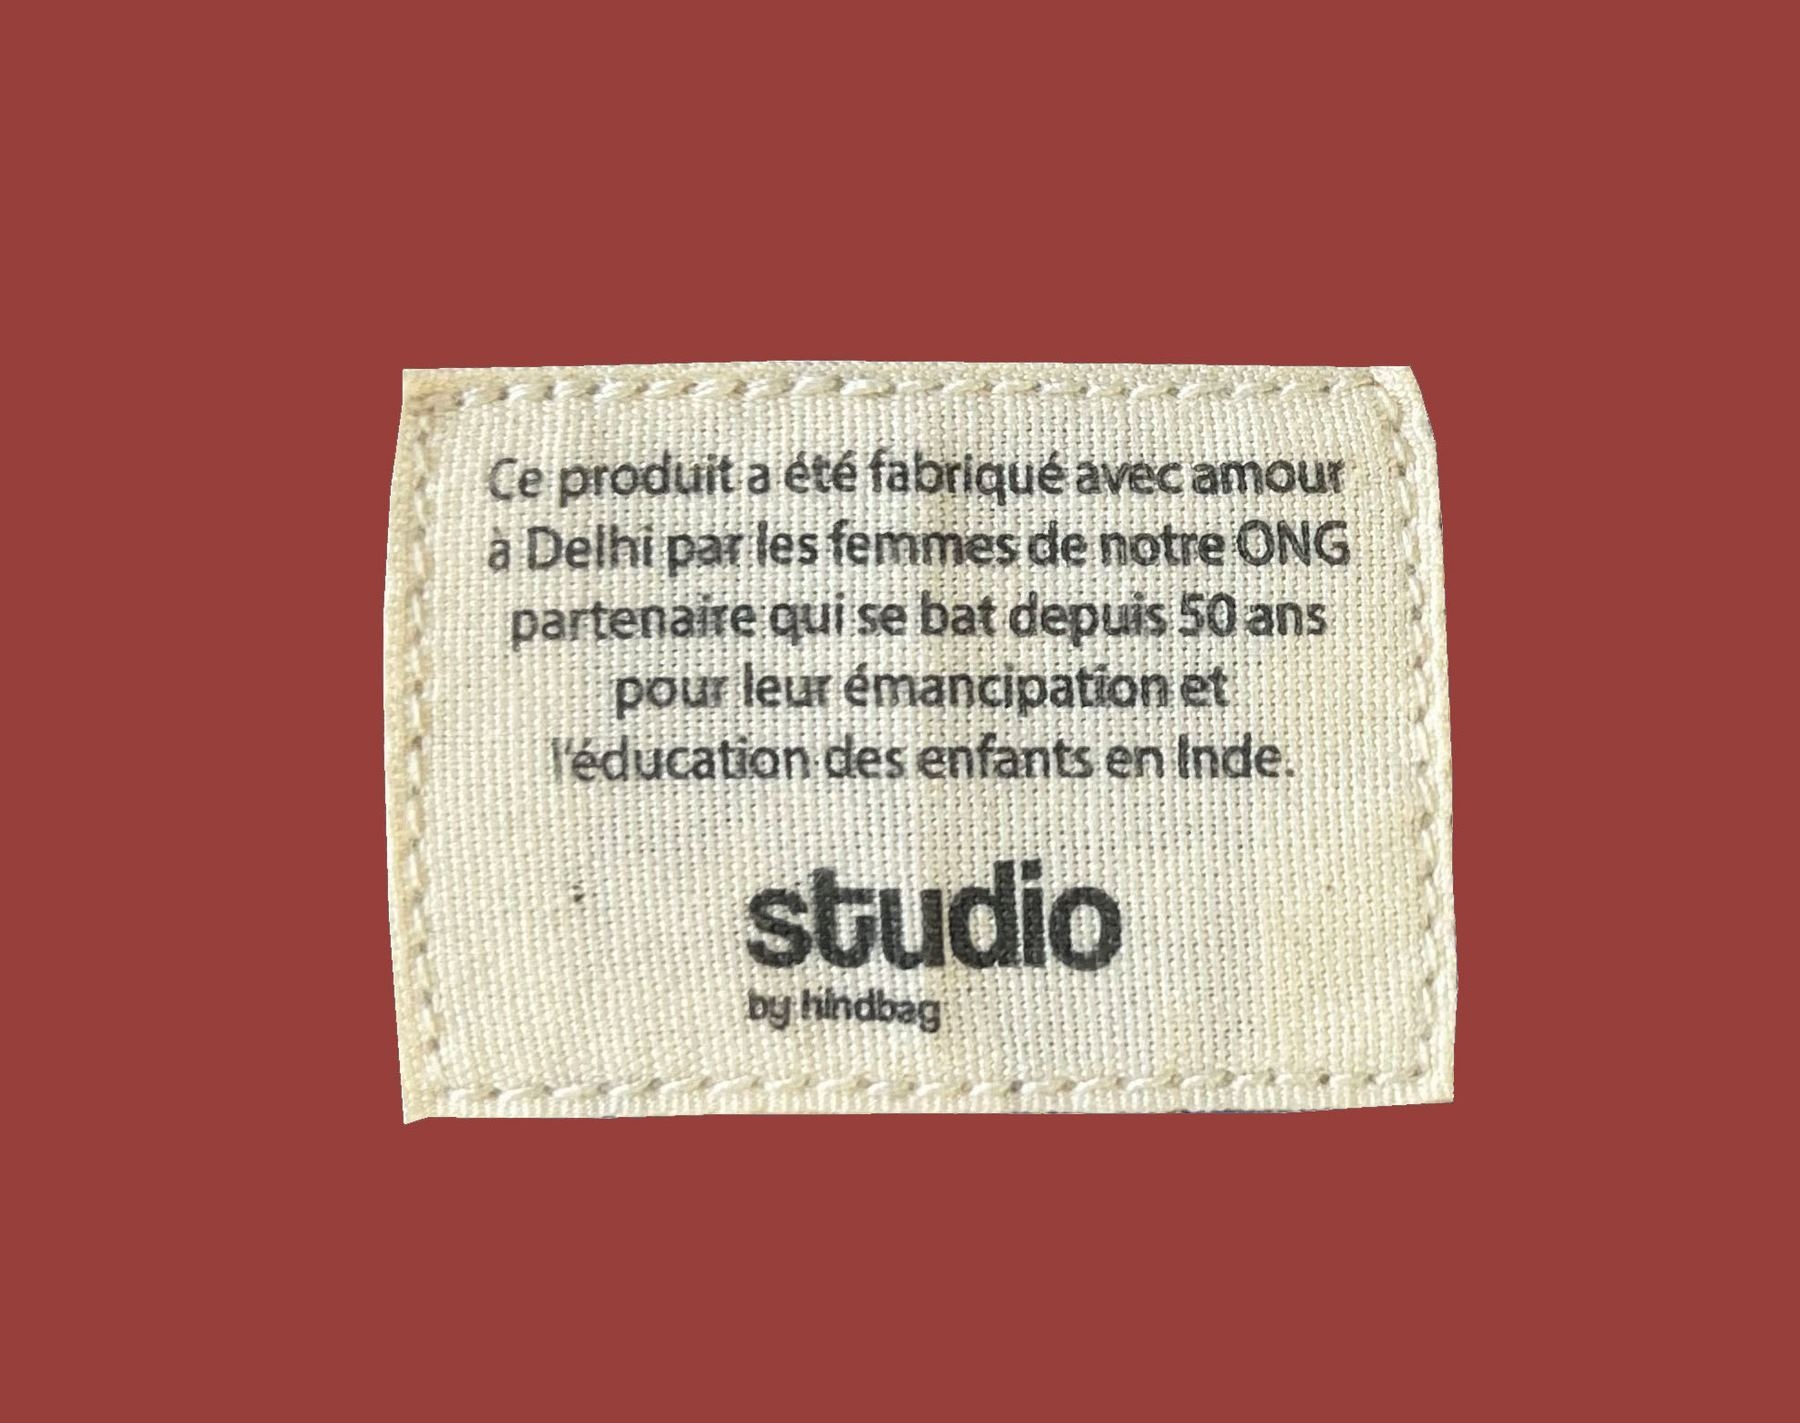 Ce produit a été fabriqué avec amour
à Delhi par les femmes de notre ONG
partenaire qui se bat depuis 50 ans
pour leur émancipation et
l'éducation des enfants en Inde.
studio
by hindbag